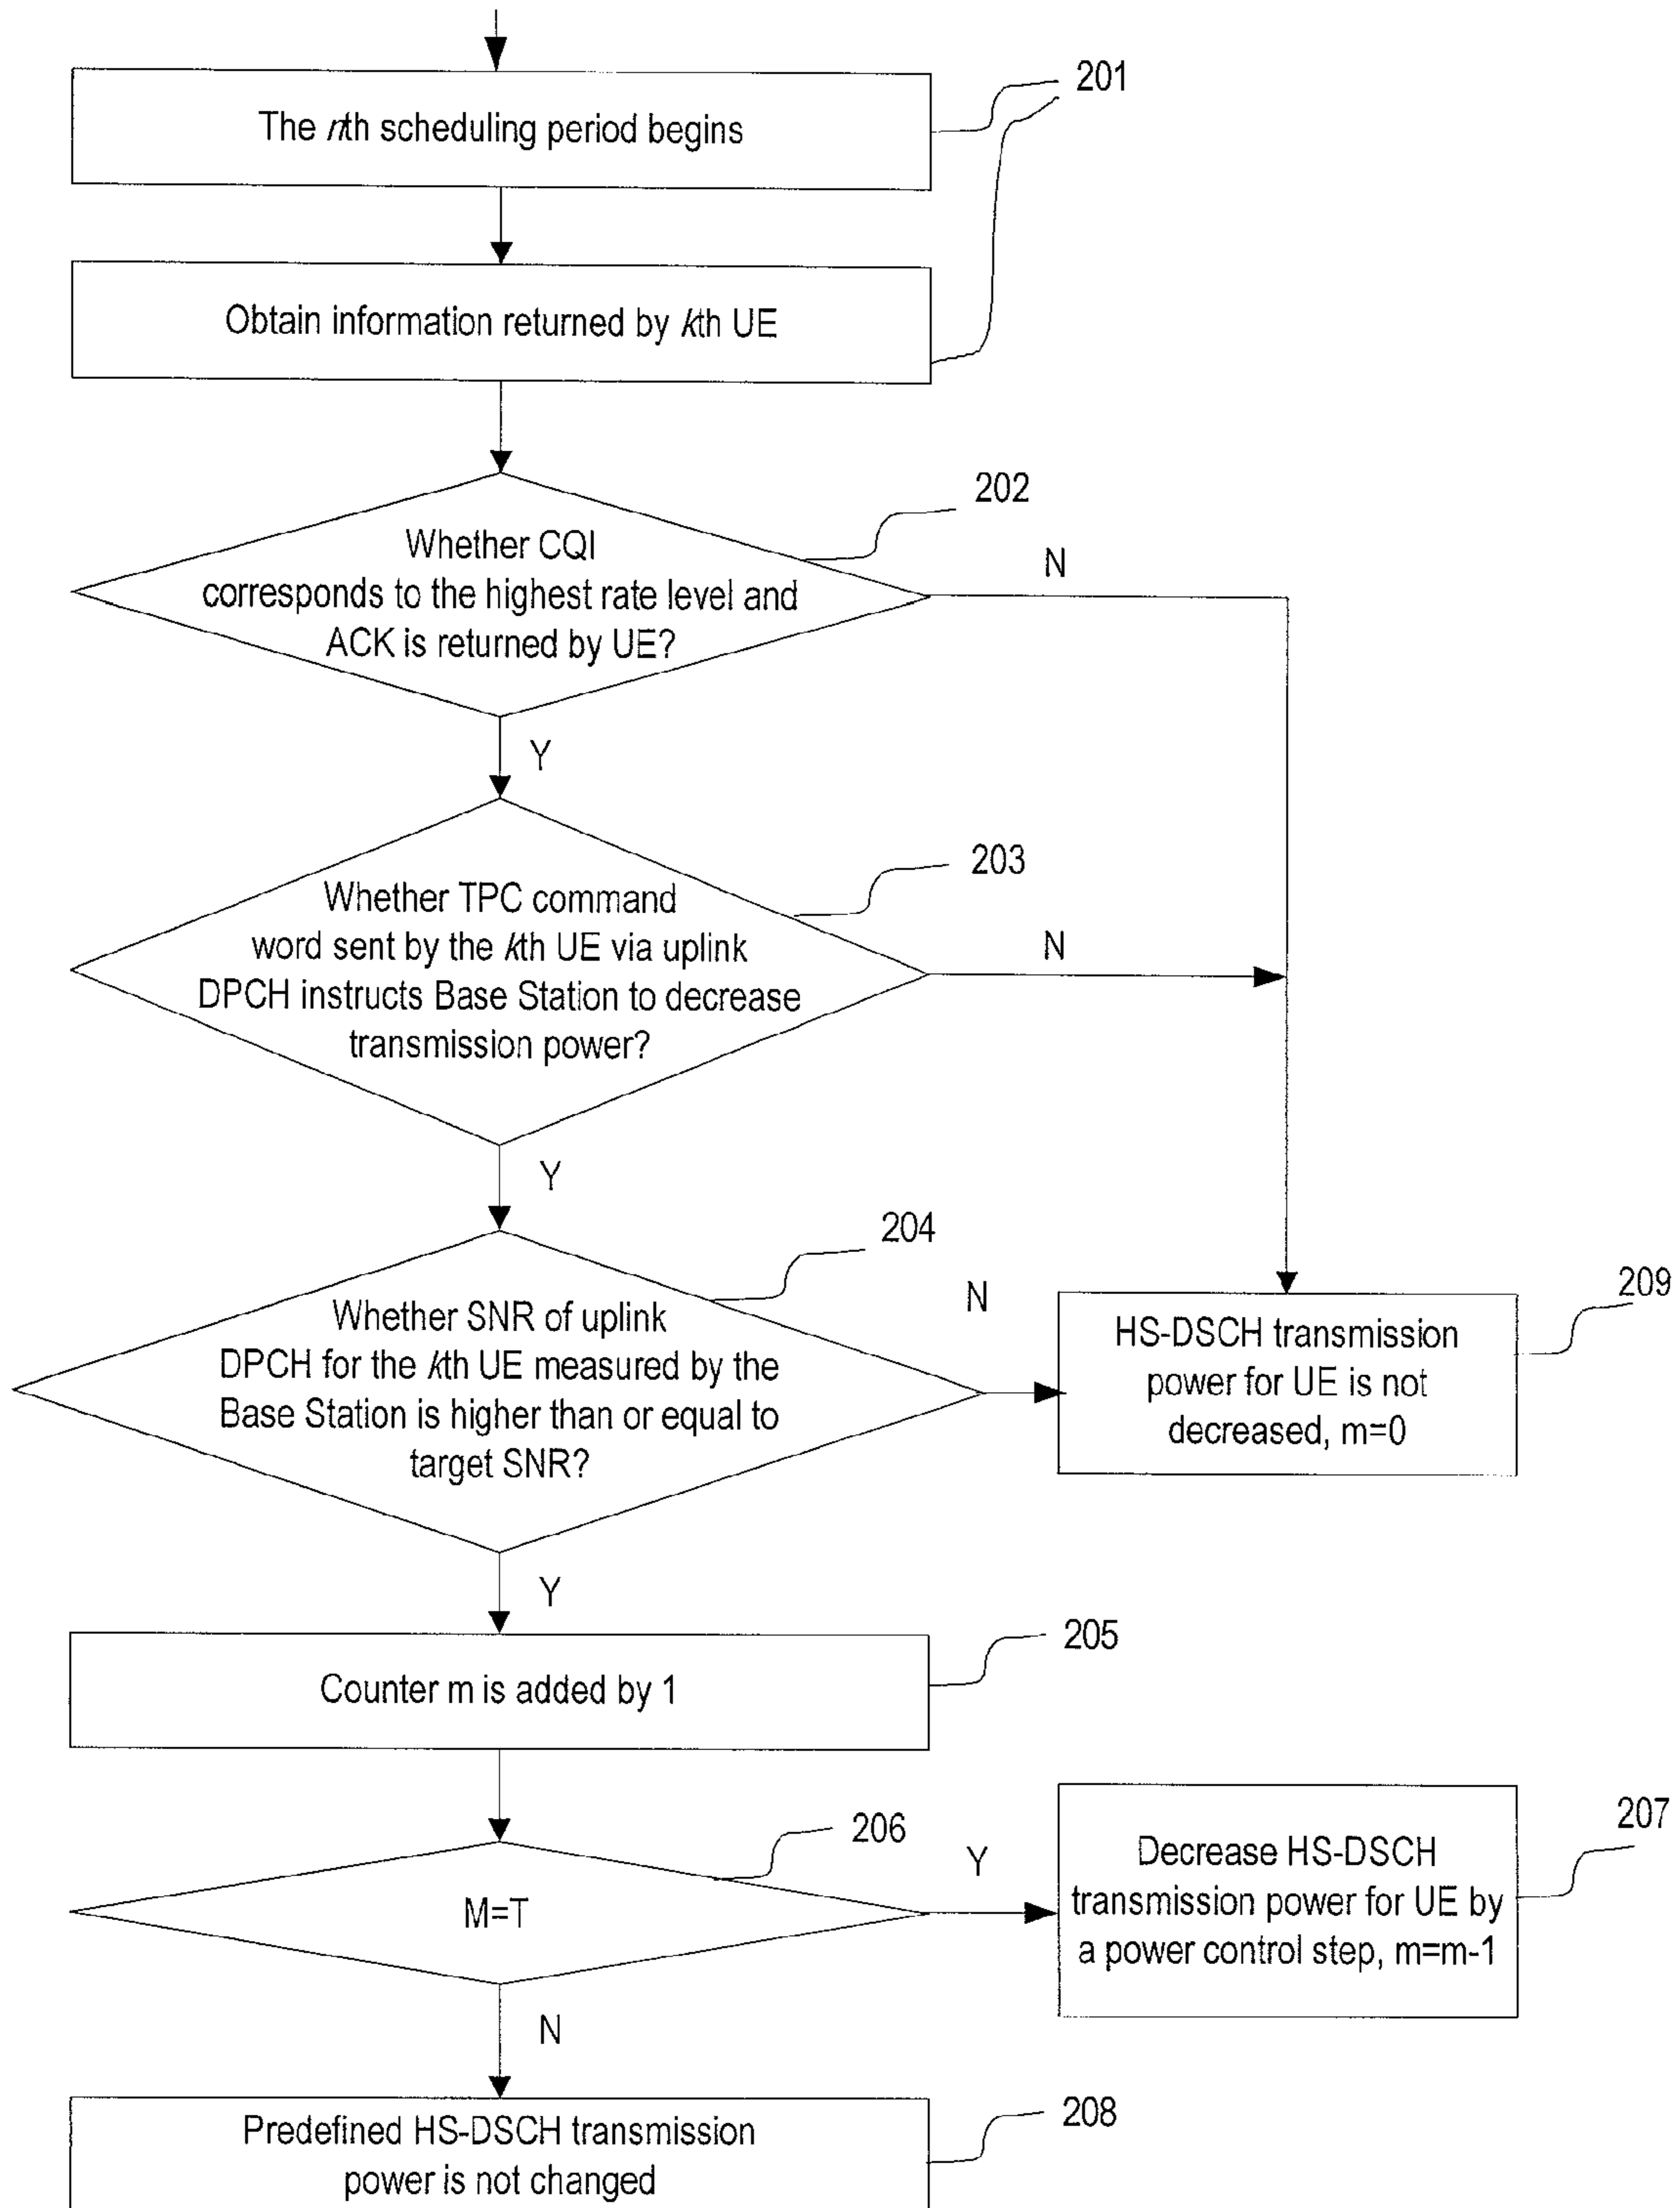 The nth scheduling period begins
201
Obtain information returned by kth UE
202
Whether CQI
corresponds to the highest rate level and
ACK is returned by UE?
N
Y
203
Whether TPC command
word sent by the kth UE via uplink
DPCH instructs Base Station to decrease
transmission power?
N
Y
204
Whether SNR of uplink
DPCH for the kth UE measured by the
Base Station is higher than or equal to
target SNR?
N
209
HS-DSCH transmission
power for UE is not
decreased, m=0
Y
205
Counter m is added by 1
206
M=T
Y
207
Decrease HS-DSCH
transmission power for UE by
a power control step, m=m-1
N
208
Predefined HS-DSCH transmission
power is not changed